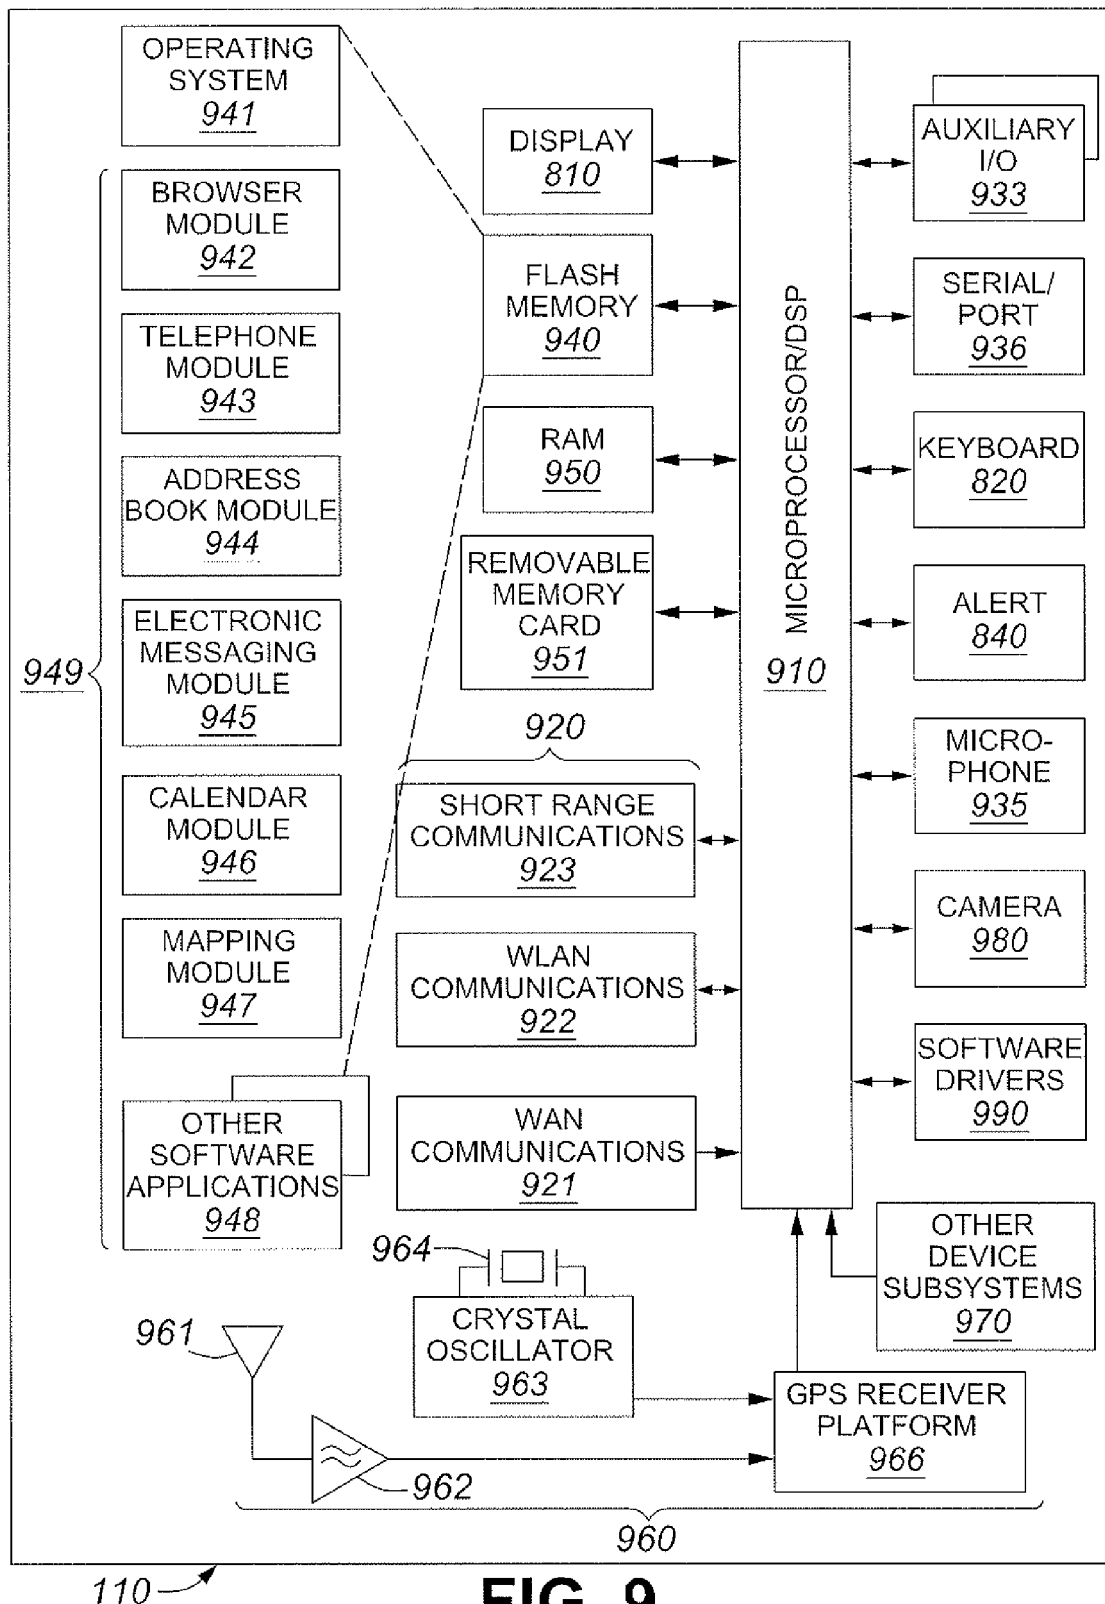 OPERATING
SYSTEM
941
BROWSER
MODULE
942
TELEPHONE
MODULE
943
ADDRESS
BOOK MODULE
944
ELECTRONIC
MESSAGING
MODULE
945
CALENDAR
MODULE
946
MAPPING
MODULE
947
OTHER
SOFTWARE
APPLICATIONS
948
949
DISPLAY
810
FLASH
MEMORY
940
RAM
950
REMOVABLE
MEMORY
CARD
951
920
SHORT RANGE
COMMUNICATIONS
923
WLAN
COMMUNICATIONS
922
WAN
COMMUNICATIONS
921
MICROPROCESSOR/DSP
910
AUXILIARY
I/O
933
SERIAL/
PORT
936
KEYBOARD
820
ALERT
840
MICRO-
PHONE
935
CAMERA
980
SOFTWARE
DRIVERS
990
OTHER
DEVICE
SUBSYSTEMS
970
964
CRYSTAL
OSCILLATOR
963
961
962
GPS RECEIVER
PLATFORM
966
960
110
FIG. 9